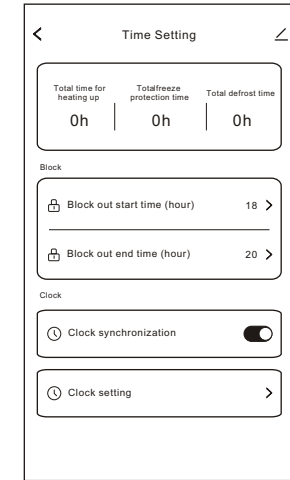 Time Setting
Total time for
heating up
0h
Totalfreeze
protection time
0h
Total defrost time
0h
Block
Block out start time (hour) 18
Block out end time (hour) 20
Clock
Clock synchronization
Clock setting